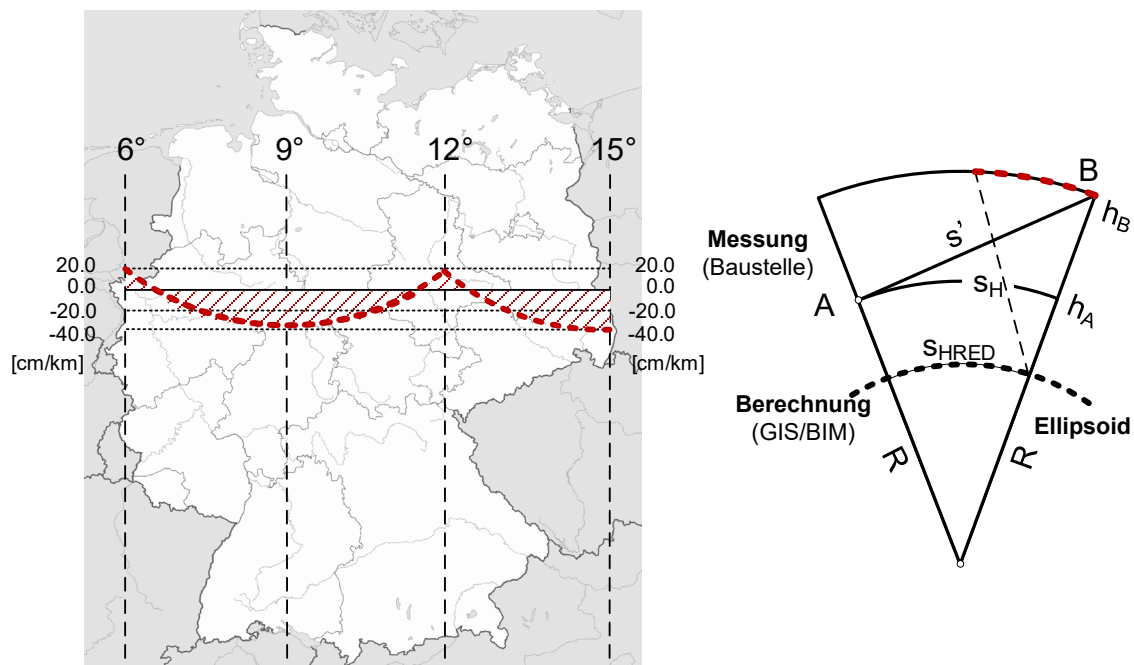 6°
9°
12°
15°
20.0
0.0
-20.0
-40.0
[cm/km]
20.0
0.0
-20.0
-40.0
[cm/km]
B
h_B
Messung
(Baustelle)
s'
A
s_H
h_A
s_HRED
Berechnung
(GIS/BIM)
Ellipsoid
R
R